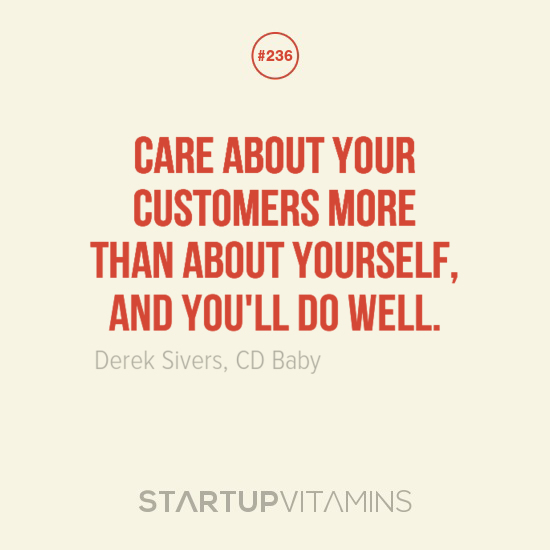 #236
CARE ABOUT YOUR
CUSTOMERS MORE
THAN ABOUT YOURSELF,
AND YOU'LL DO WELL.
Derek Sivers, CD Baby
STARTUPVITAMINS